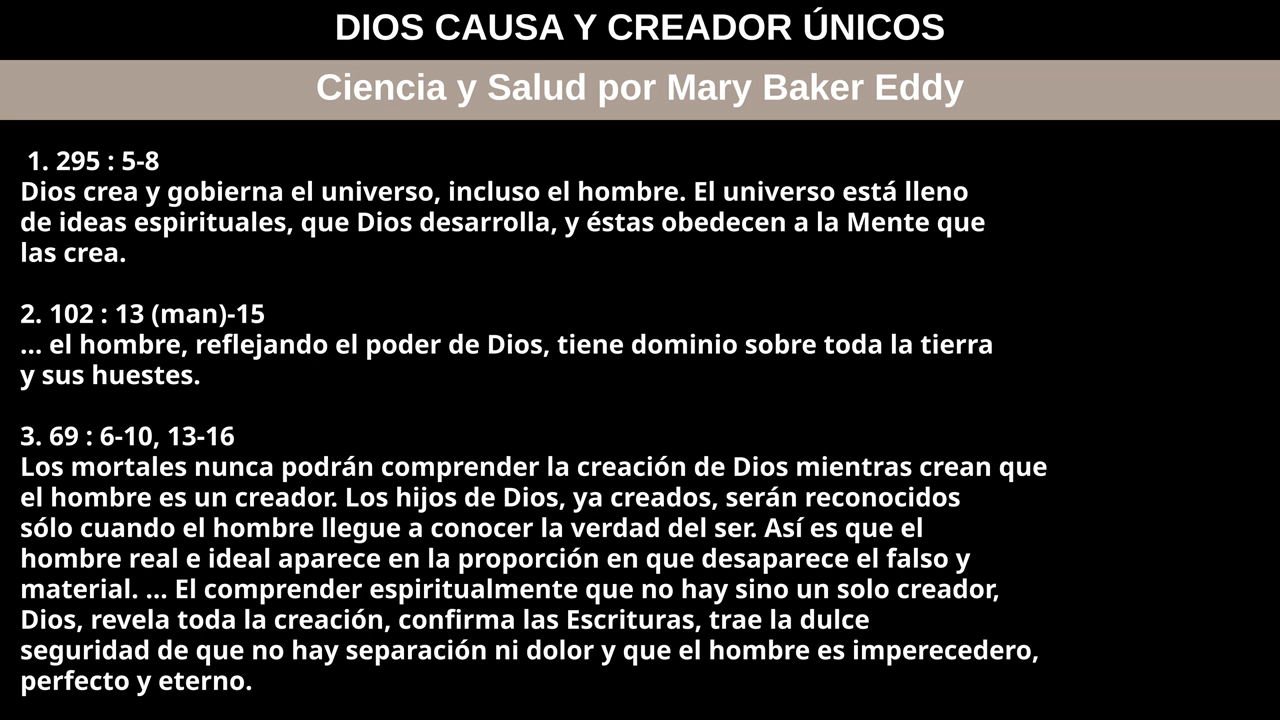 DIOS CAUSA Y CREADOR ÚNICOS
Ciencia y Salud por Mary Baker Eddy
1. 295 : 5-8
Dios crea y gobierna el universo, incluso el hombre. El universo está lleno
de ideas espirituales, que Dios desarrolla, y éstas obedecen a la Mente que
las crea.
2. 102 : 13 (man)-15
... el hombre, reflejando el poder de Dios, tiene dominio sobre toda la tierra
y sus huestes.
3. 69 : 6-10, 13-16
Los mortales nunca podrán comprender la creación de Dios mientras crean que
el hombre es un creador. Los hijos de Dios, ya creados, serán reconocidos
sólo cuando el hombre llegue a conocer la verdad del ser. Así es que el
hombre real e ideal aparece en la proporción en que desaparece el falso y
material. ... El comprender espiritualmente que no hay sino un solo creador,
Dios, revela toda la creación, confirma las Escrituras, trae la dulce
seguridad de que no hay separación ni dolor y que el hombre es imperecedero,
perfecto y eterno.